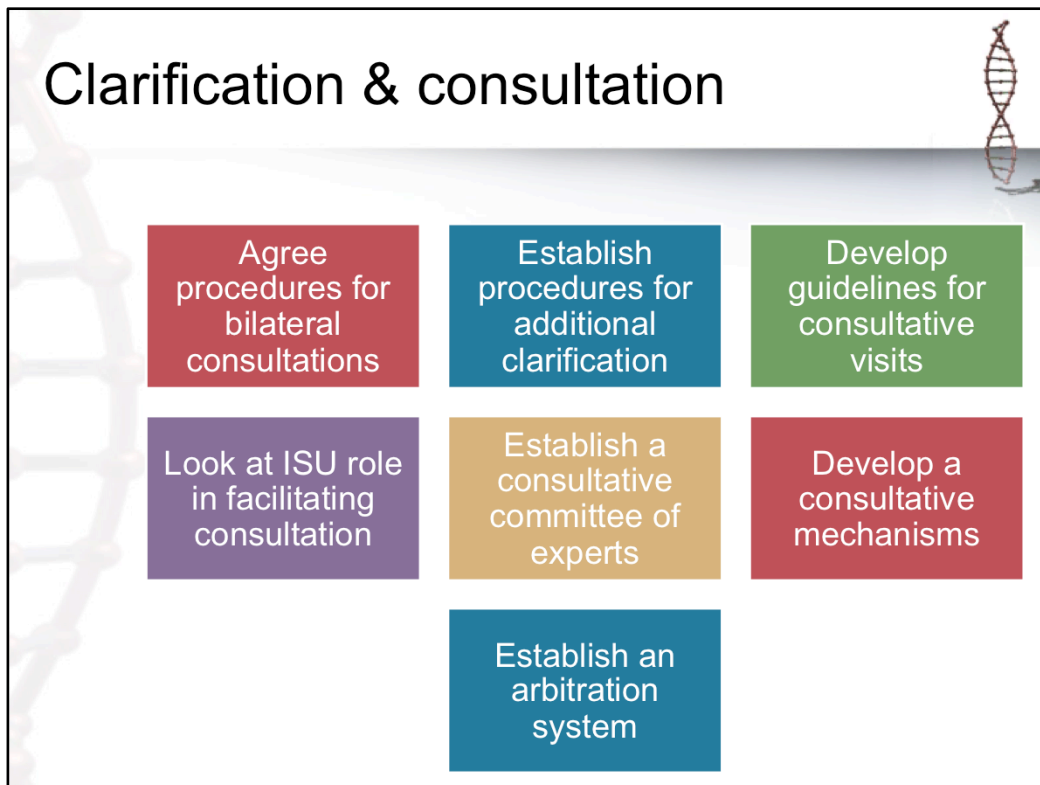 Clarification & consultation
Agree
procedures for
bilateral
consultations
Establish
procedures for
additional
clarification
Develop
guidelines for
consultative
visits
Look at ISU role
in facilitating
consultation
Establish a
consultative
committee of
experts
Develop a
consultative
mechanisms
Establish an
arbitration
system